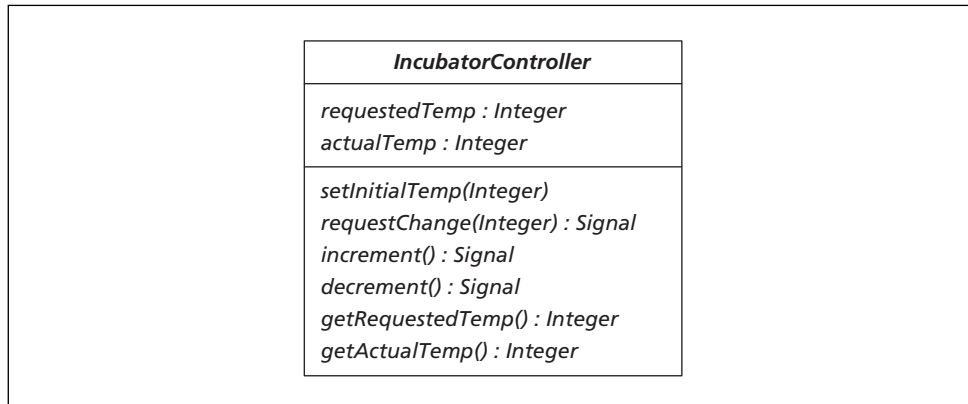 IncubatorController
requestedTemp : Integer
actualTemp : Integer
setInitialTemp(Integer)
requestChange(Integer) : Signal
increment() : Signal
decrement() : Signal
getRequestedTemp() : Integer
getActualTemp() : Integer